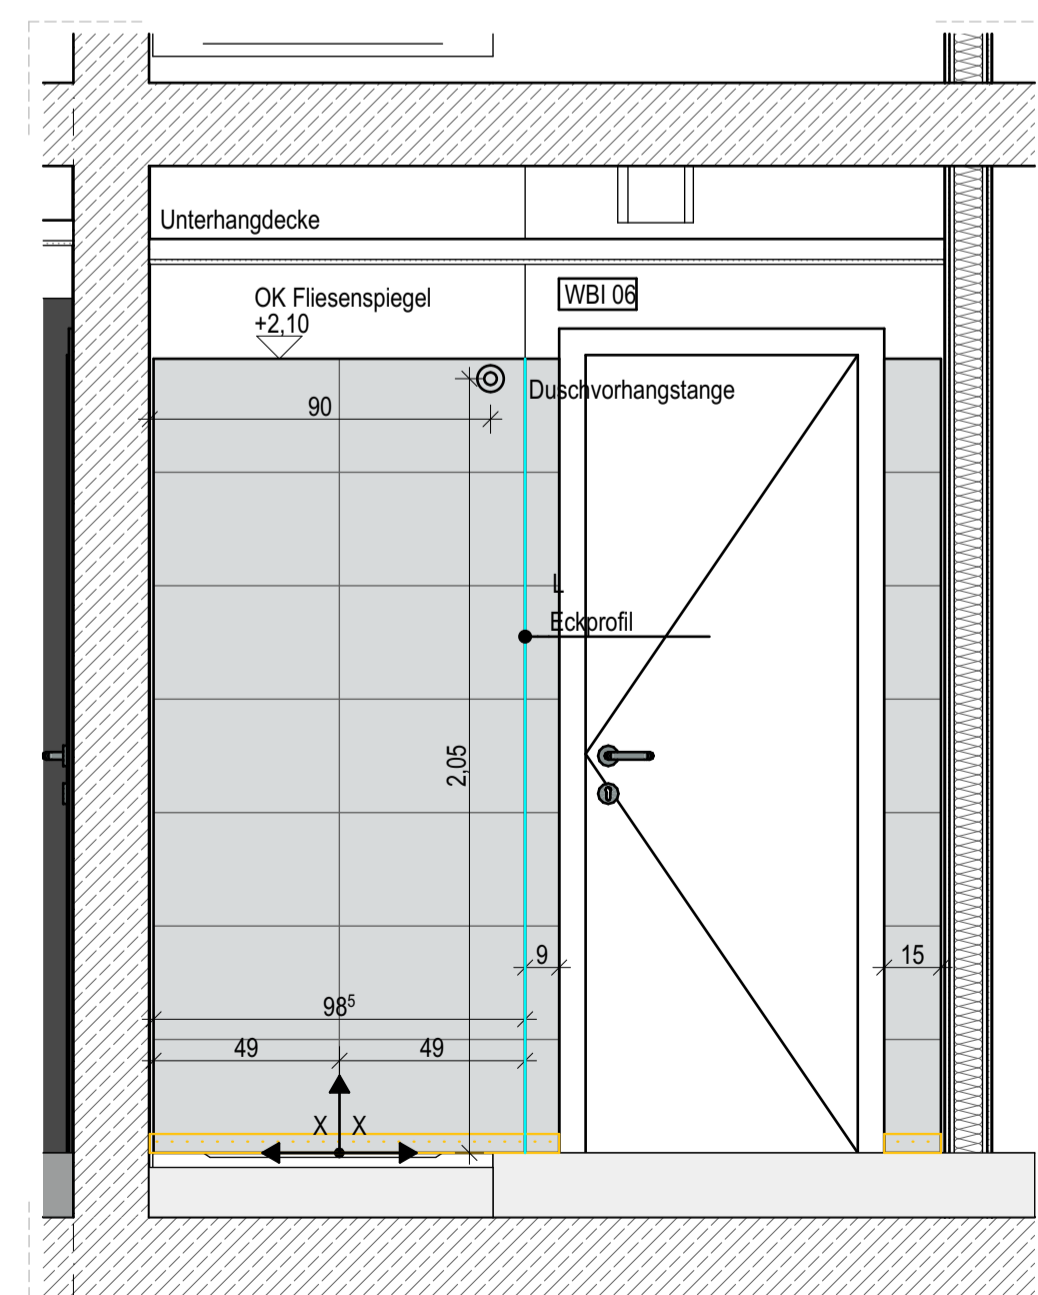 Unterhangdecke
OK Fliesenspiegel
+2,10
WBI 06
Duschvorhangstange
90
L
Eckprofil
2,05
9
15
98⁵
49
49
X
X